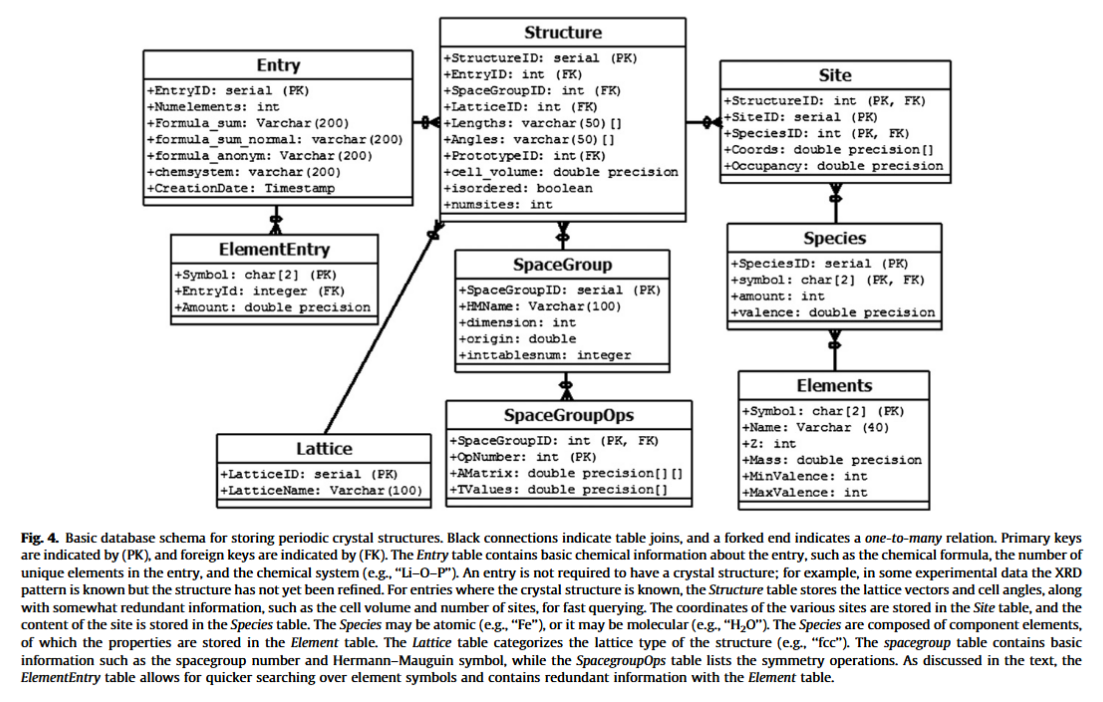 Structure
+StructureID: serial (PK)
+EntryID: int (FK)
+SpaceGroupID: int (FK)
+LatticeID: int (FK)
+Lengths: varchar(50)[]
+Angles: varchar(50)[]
+PrototypeID: int(FK)
+cell_volume: double precision
+isordered: boolean
+numsites: int
Entry
+EntryID: serial (PK)
+Numelements: int
+Formula_sum: Varchar(200)
+formula_sum_normal: varchar(200)
+formula_anonym: Varchar(200)
+chemsystem: varchar(200)
+CreationDate: Timestamp
Site
+StructureID: int (PK, FK)
+SiteID: serial (PK)
+SpeciesID: int (PK, FK)
+Coords: double precision[]
+Occupancy: double precision
ElementEntry
+Symbol: char[2] (PK)
+EntryId: integer (FK)
+Amount: double precision
SpaceGroup
+SpaceGroupID: serial (PK)
+HMName: Varchar(100)
+dimension: int
+origin: double
+inttablesnum: integer
Species
+SpeciesID: serial (PK)
+symbol: char[2] (PK, FK)
+amount: int
+valence: double precision
Lattice
+LatticeID: serial (PK)
+LatticeName: Varchar(100)
SpaceGroupOps
+SpaceGroupID: int (PK, FK)
+OpNumber: int (PK)
+AMatrix: double precision[][]
+TValues: double precision[]
Elements
+Symbol: char[2] (PK)
+Name: Varchar (40)
+Z: int
+Mass: double precision
+MinValence: int
+MaxValence: int
Fig. 4. Basic database schema for storing periodic crystal structures. Black connections indicate table joins, and a forked end indicates a one-to-many relation. Primary keys
are indicated by (PK), and foreign keys are indicated by (FK). The Entry table contains basic chemical information about the entry, such as the chemical formula, the number of
unique elements in the entry, and the chemical system (e.g., “Li–O–P”). An entry is not required to have a crystal structure; for example, in some experimental data the XRD
pattern is known but the structure has not yet been refined. For entries where the crystal structure is known, the Structure table stores the lattice vectors and cell angles, along
with somewhat redundant information, such as the cell volume and number of sites, for fast querying. The coordinates of the various sites are stored in the Site table, and the
content of the site is stored in the Species table. The Species may be atomic (e.g., “Fe”), or it may be molecular (e.g., “H₂O”). The Species are composed of component elements,
of which the properties are stored in the Element table. The Lattice table categorizes the lattice type of the structure (e.g., “fcc”). The spacegroup table contains basic
information such as the spacegroup number and Hermann–Mauguin symbol, while the SpacegroupOps table lists the symmetry operations. As discussed in the text, the
ElementEntry table allows for quicker searching over element symbols and contains redundant information with the Element table.